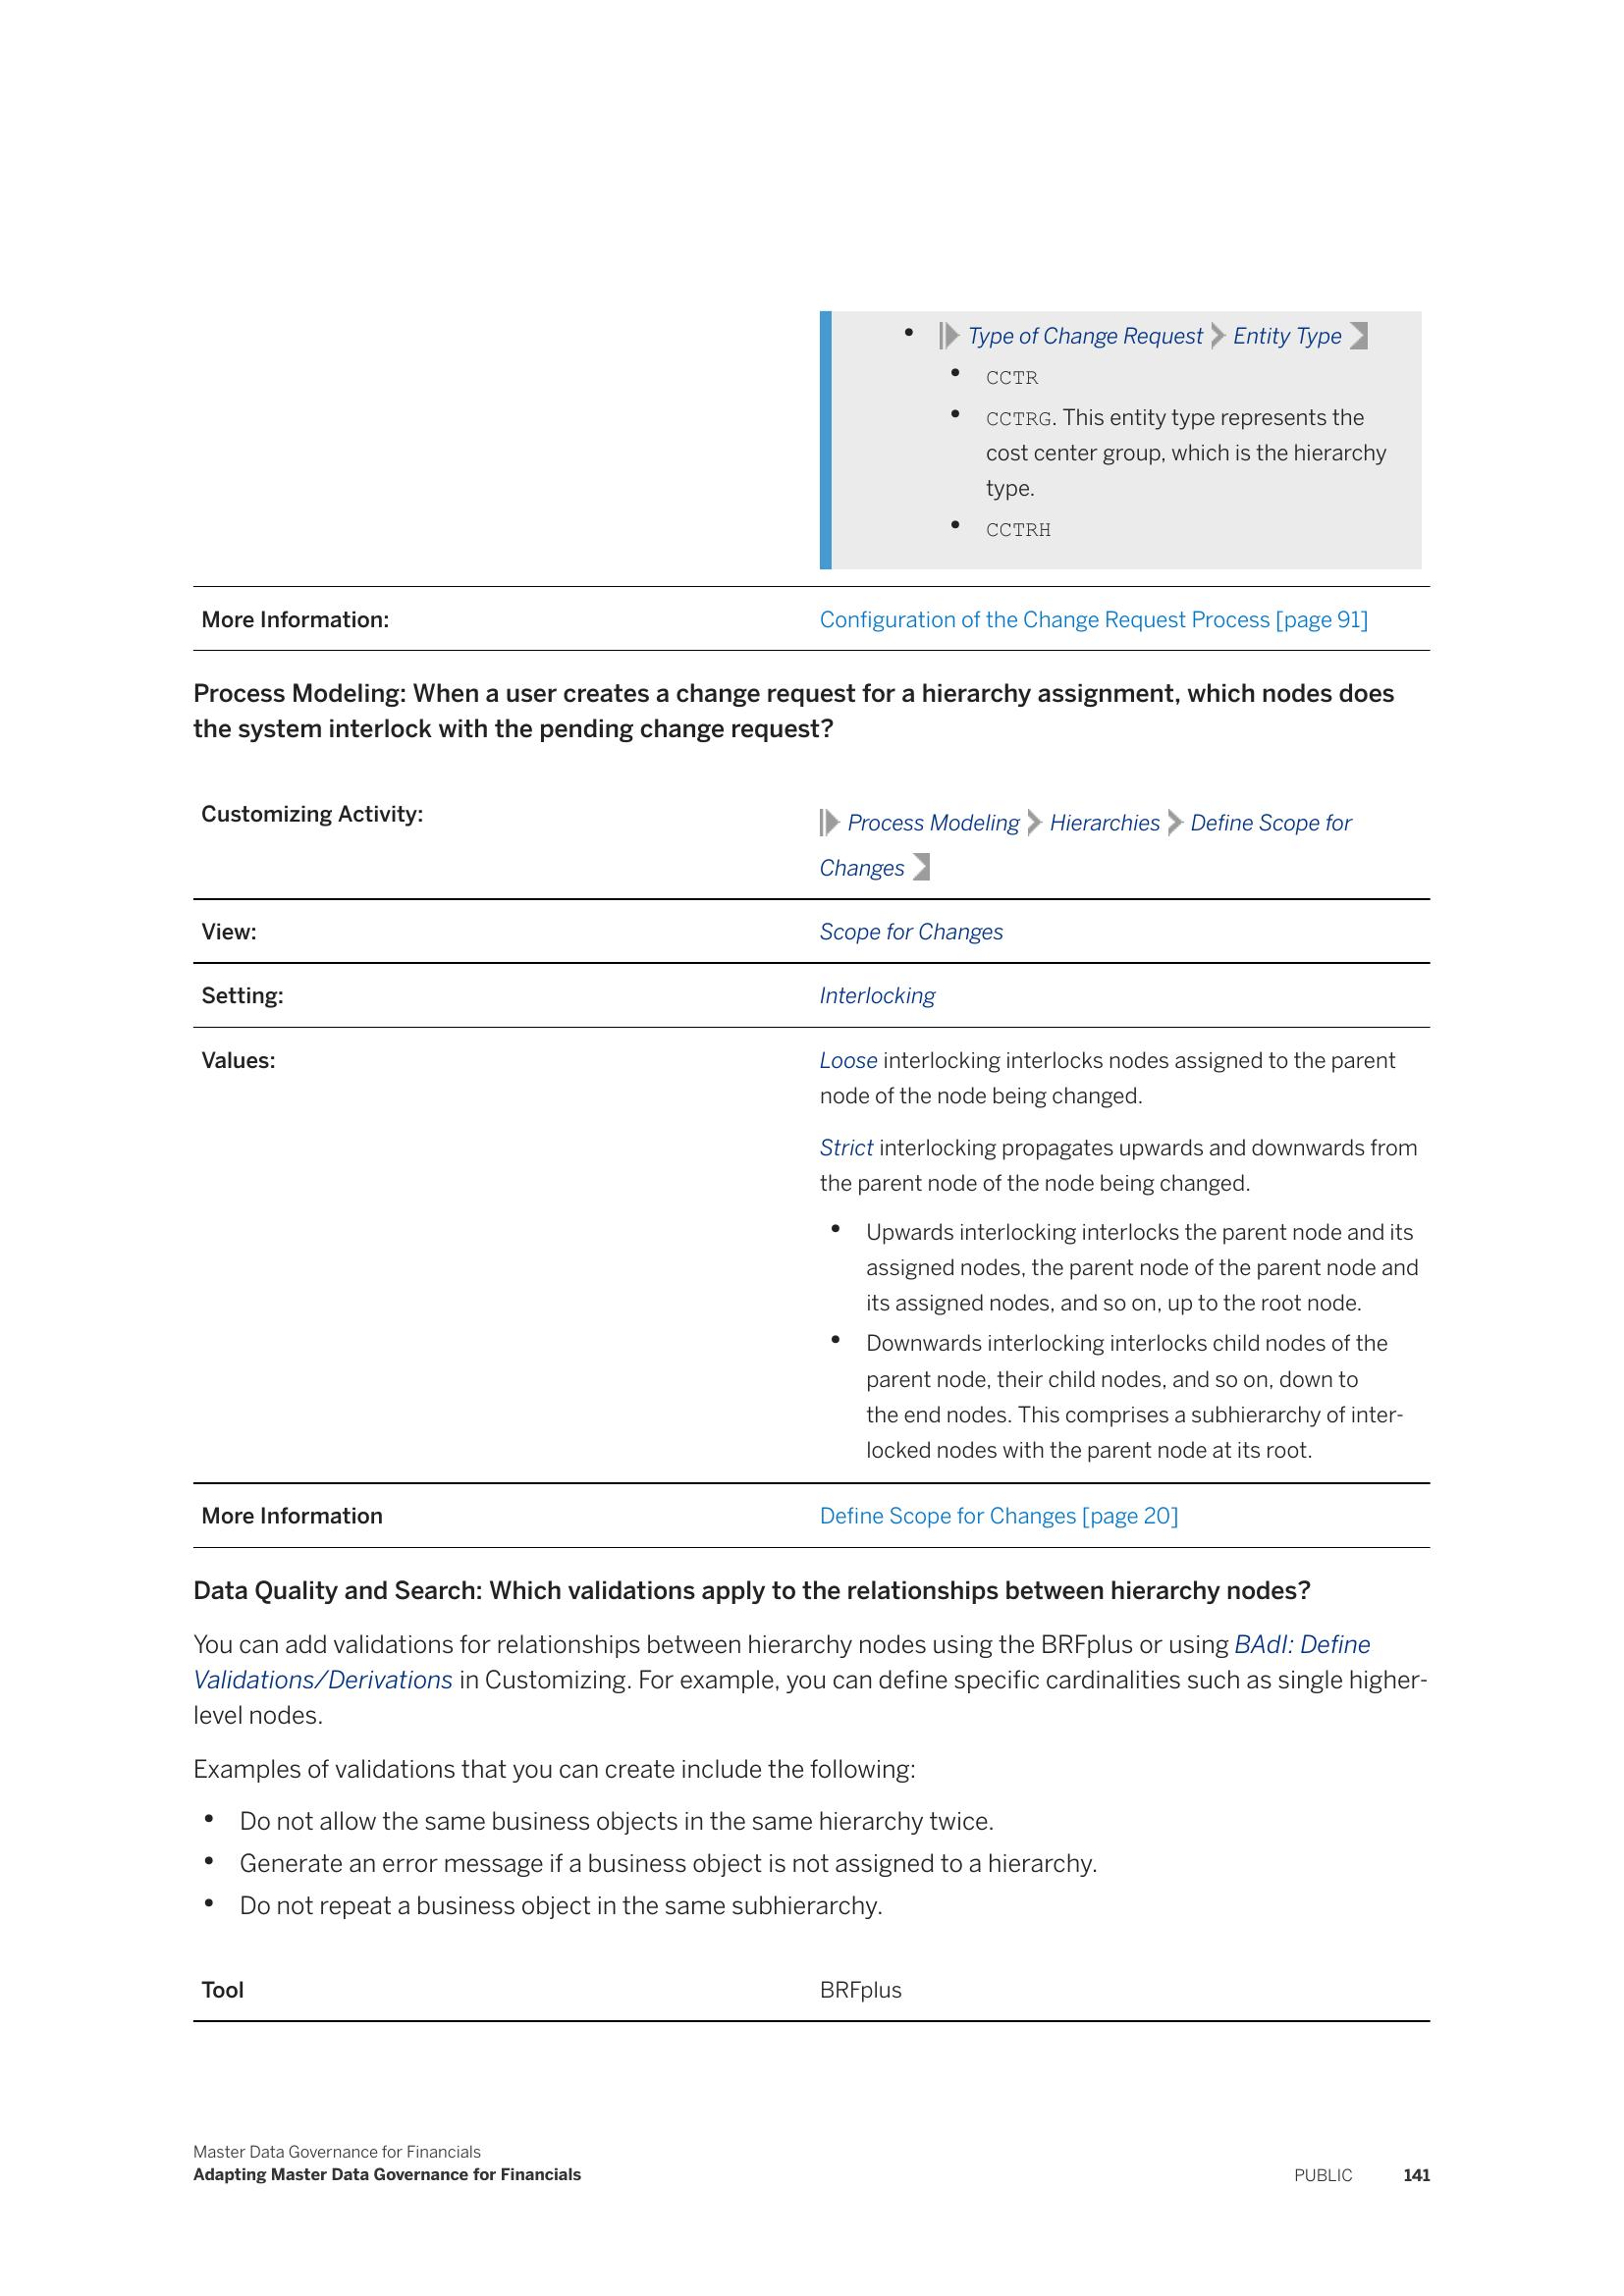 • Type of Change Request Entity Type
• CCTR
• CCTRG. This entity type represents the
cost center group, which is the hierarchy
type.
• CCTRH
More Information: Configuration of the Change Request Process [page 91]
Process Modeling: When a user creates a change request for a hierarchy assignment, which nodes does
the system interlock with the pending change request?
Customizing Activity: Process Modeling Hierarchies Define Scope for
Changes
View: Scope for Changes
Setting: Interlocking
Values: Loose interlocking interlocks nodes assigned to the parent
node of the node being changed.
Strict interlocking propagates upwards and downwards from
the parent node of the node being changed.
• Upwards interlocking interlocks the parent node and its
assigned nodes, the parent node of the parent node and
its assigned nodes, and so on, up to the root node.
• Downwards interlocking interlocks child nodes of the
parent node, their child nodes, and so on, down to
the end nodes. This comprises a subhierarchy of inter-
locked nodes with the parent node at its root.
More Information Define Scope for Changes [page 20]
Data Quality and Search: Which validations apply to the relationships between hierarchy nodes?
You can add validations for relationships between hierarchy nodes using the BRFplus or using BAdI: Define
Validations/Derivations in Customizing. For example, you can define specific cardinalities such as single higher-
level nodes.
Examples of validations that you can create include the following:
• Do not allow the same business objects in the same hierarchy twice.
• Generate an error message if a business object is not assigned to a hierarchy.
• Do not repeat a business object in the same subhierarchy.
Tool BRFplus
Master Data Governance for Financials
Adapting Master Data Governance for Financials PUBLIC 141